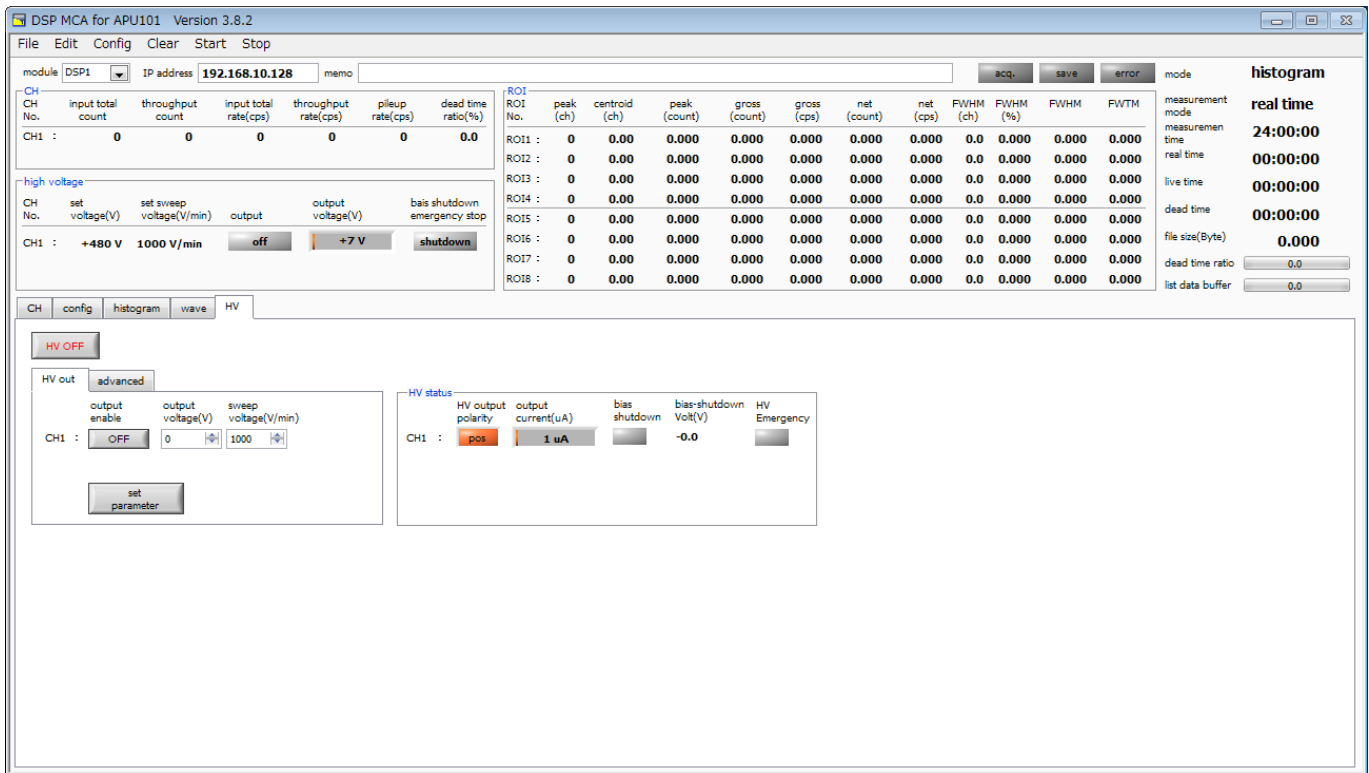 DSP MCA for APU101 Version 3.8.2
File Edit Config Clear Start Stop
module DSP1 IP address 192.168.10.128 memo acq. save error mode histogram
CH
CH No. input total count throughput count input total rate(cps) throughput rate(cps) pileup rate(cps) dead time ratio(%)
CH1 : 0 0 0 0 0 0.0
high voltage
CH No. set voltage(V) set sweep voltage(V/min) output output voltage(V) bais shutdown emergency stop
CH1 : +480 V 1000 V/min off +7 V shutdown
ROI
ROI No. peak (ch) centroid (ch) peak (count) gross (count) gross (cps) net (count) net (cps) FWHM (ch) FWHM (%) FWHM FWTM
ROI1 : 0 0.00 0.000 0.000 0.000 0.000 0.000 0.0 0.000 0.000 0.000
ROI2 : 0 0.00 0.000 0.000 0.000 0.000 0.000 0.0 0.000 0.000 0.000
ROI3 : 0 0.00 0.000 0.000 0.000 0.000 0.000 0.0 0.000 0.000 0.000
ROI4 : 0 0.00 0.000 0.000 0.000 0.000 0.000 0.0 0.000 0.000 0.000
ROI5 : 0 0.00 0.000 0.000 0.000 0.000 0.000 0.0 0.000 0.000 0.000
ROI6 : 0 0.00 0.000 0.000 0.000 0.000 0.000 0.0 0.000 0.000 0.000
ROI7 : 0 0.00 0.000 0.000 0.000 0.000 0.000 0.0 0.000 0.000 0.000
ROI8 : 0 0.00 0.000 0.000 0.000 0.000 0.000 0.0 0.000 0.000 0.000
measurement mode real time
measuremen time 24:00:00
real time 00:00:00
live time 00:00:00
dead time 00:00:00
file size(Byte) 0.000
dead time ratio 0.0
list data buffer 0.0
CH config histogram wave HV
HV OFF
HV out advanced
output enable output voltage(V) sweep voltage(V/min)
CH1 : OFF 0 1000
set parameter
HV status
HV output polarity output current(uA) bias shutdown bias-shutdown Volt(V) HV Emergency
CH1 : pos 1 uA -0.0